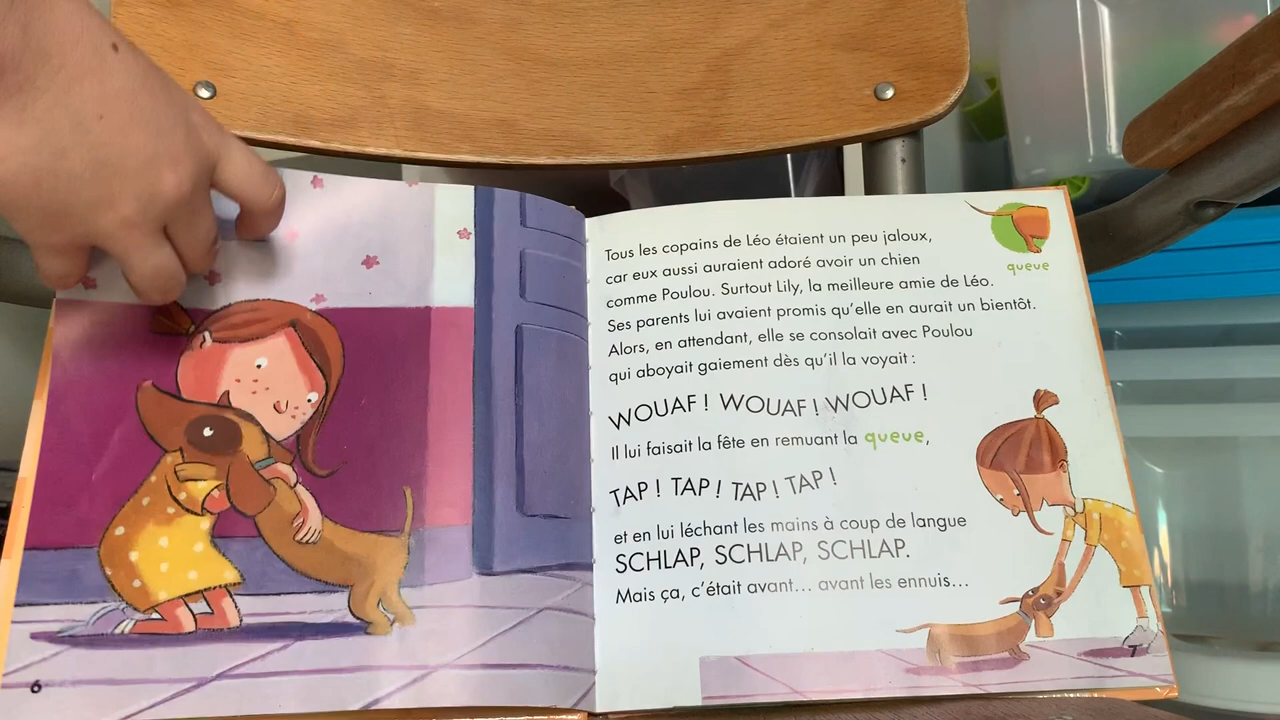 6
Tous les copains de Léo étaient un peu jaloux,
car eux aussi auraient adoré avoir un chien
comme Poulou. Surtout Lily, la meilleure amie de Léo.
Ses parents lui avaient promis qu'elle en aurait un bientôt.
Alors, en attendant, elle se consolait avec Poulou
qui aboyait gaiement dès qu'il la voyait :
WOUAF ! WOUAF ! WOUAF !
Il lui faisait la fête en remuant la queue,
TAP ! TAP ! TAP ! TAP !
et en lui léchant les mains à coup de langue
SCHLAP, SCHLAP, SCHLAP.
Mais ça, c'était avant... avant les ennuis...
queue
7